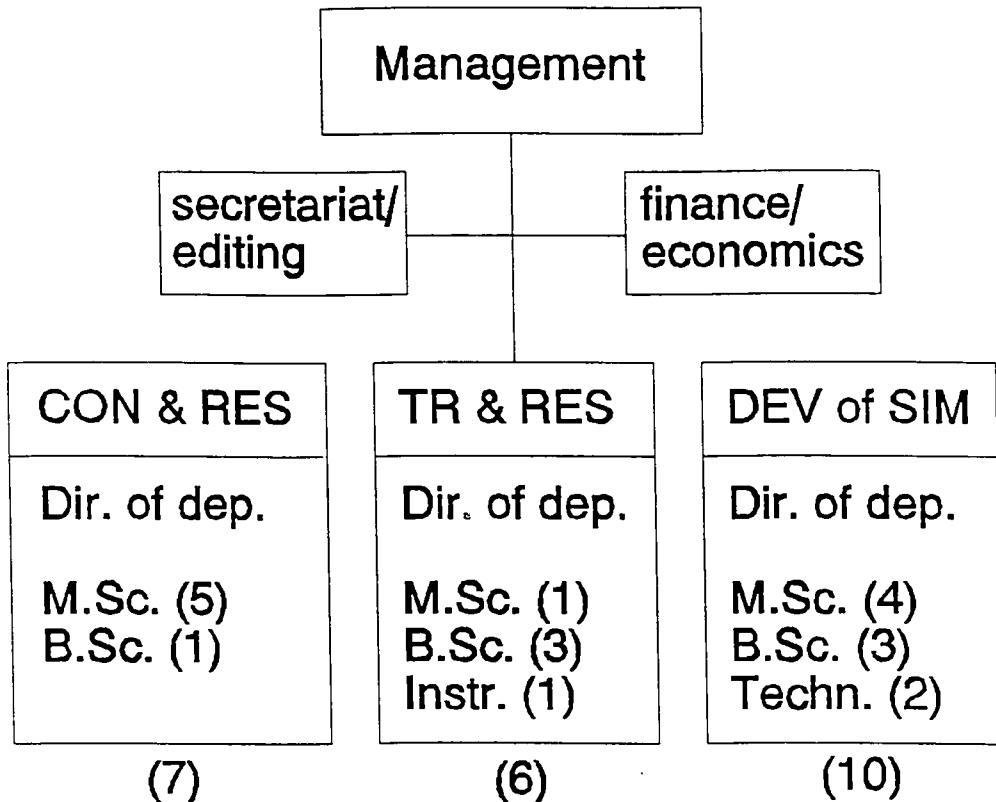 Management
secretariat/
editing
finance/
economics
CON & RES
Dir. of dep.
M.Sc. (5)
B.Sc. (1)
(7)
TR & RES
Dir. of dep.
M.Sc. (1)
B.Sc. (3)
Instr. (1)
(6)
DEV of SIM
Dir. of dep.
M.Sc. (4)
B.Sc. (3)
Techn. (2)
(10)